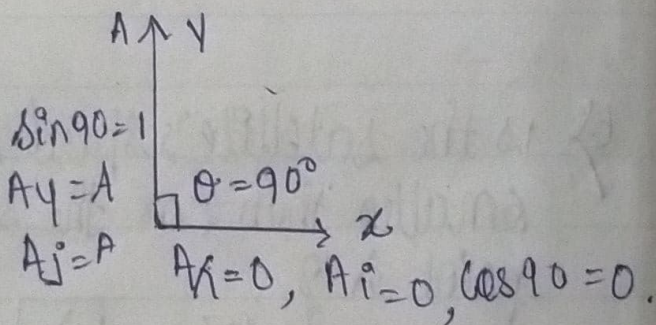 A Y
sin90=1
Ay=A θ=90°
Aj=A x
Ax=0, Ai=0, Cos90=0.